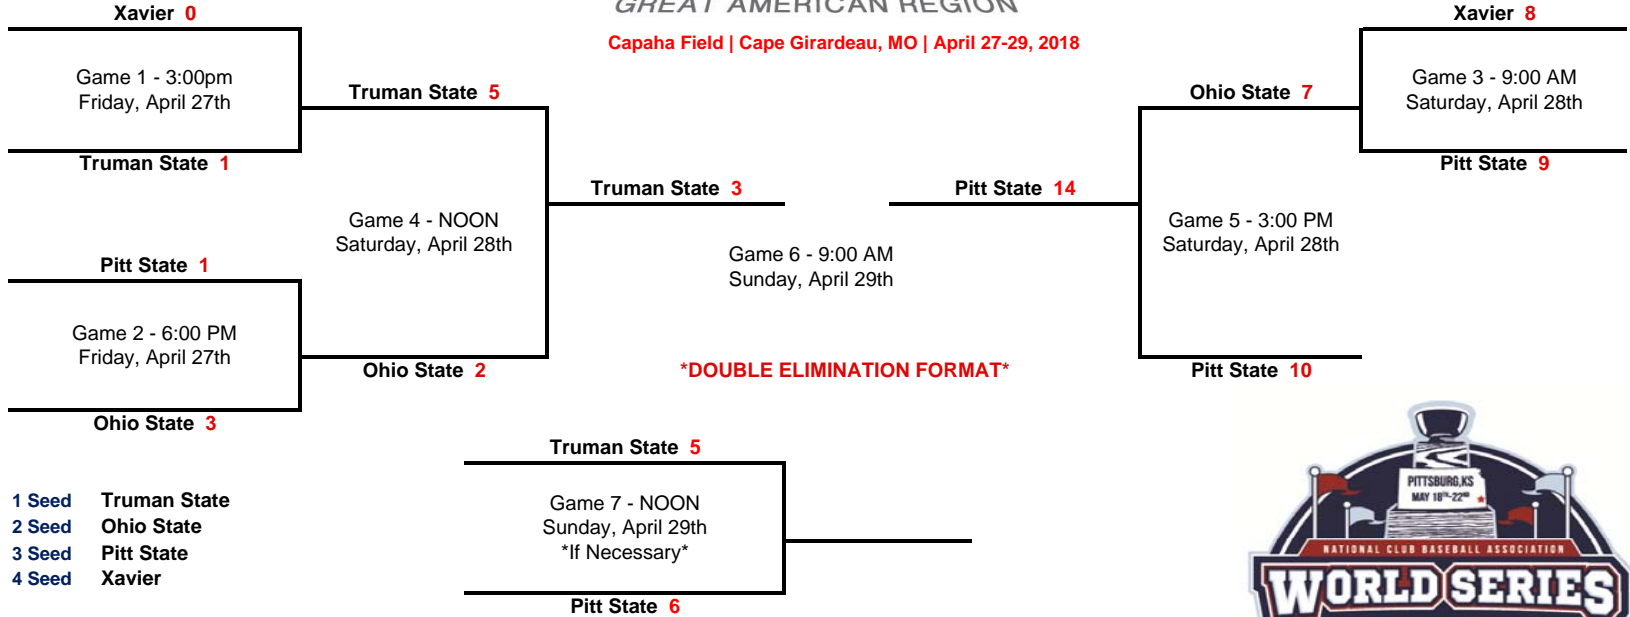 GREAT AMERICAN REGION
Capaha Field | Cape Girardeau, MO | April 27-29, 2018
Xavier 0
Game 1 - 3:00pm
Friday, April 27th
Truman State 1
Truman State 5
Game 4 - NOON
Saturday, April 28th
Pitt State 1
Game 2 - 6:00 PM
Friday, April 27th
Ohio State 3
Ohio State 2
Truman State 3
Pitt State 14
Game 6 - 9:00 AM
Sunday, April 29th
*DOUBLE ELIMINATION FORMAT*
Xavier 8
Game 3 - 9:00 AM
Saturday, April 28th
Pitt State 9
Ohio State 7
Game 5 - 3:00 PM
Saturday, April 28th
Pitt State 10
Truman State 5
Game 7 - NOON
Sunday, April 29th
*If Necessary*
Pitt State 6
1 Seed Truman State
2 Seed Ohio State
3 Seed Pitt State
4 Seed Xavier
PITTSBURG,KS
MAY 18TH-22ND
NATIONAL CLUB BASEBALL ASSOCIATION
WORLD SERIES